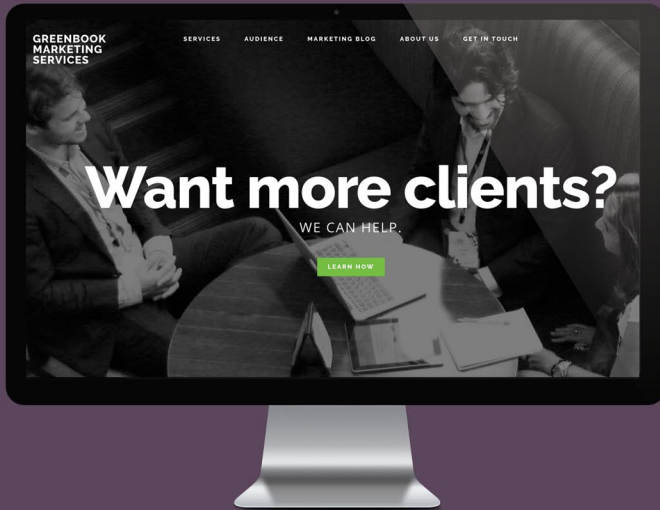 GREENBOOK
MARKETING
SERVICES
SERVICES AUDIENCE MARKETING BLOG ABOUT US GET IN TOUCH
Want more clients?
WE CAN HELP.
LEARN HOW